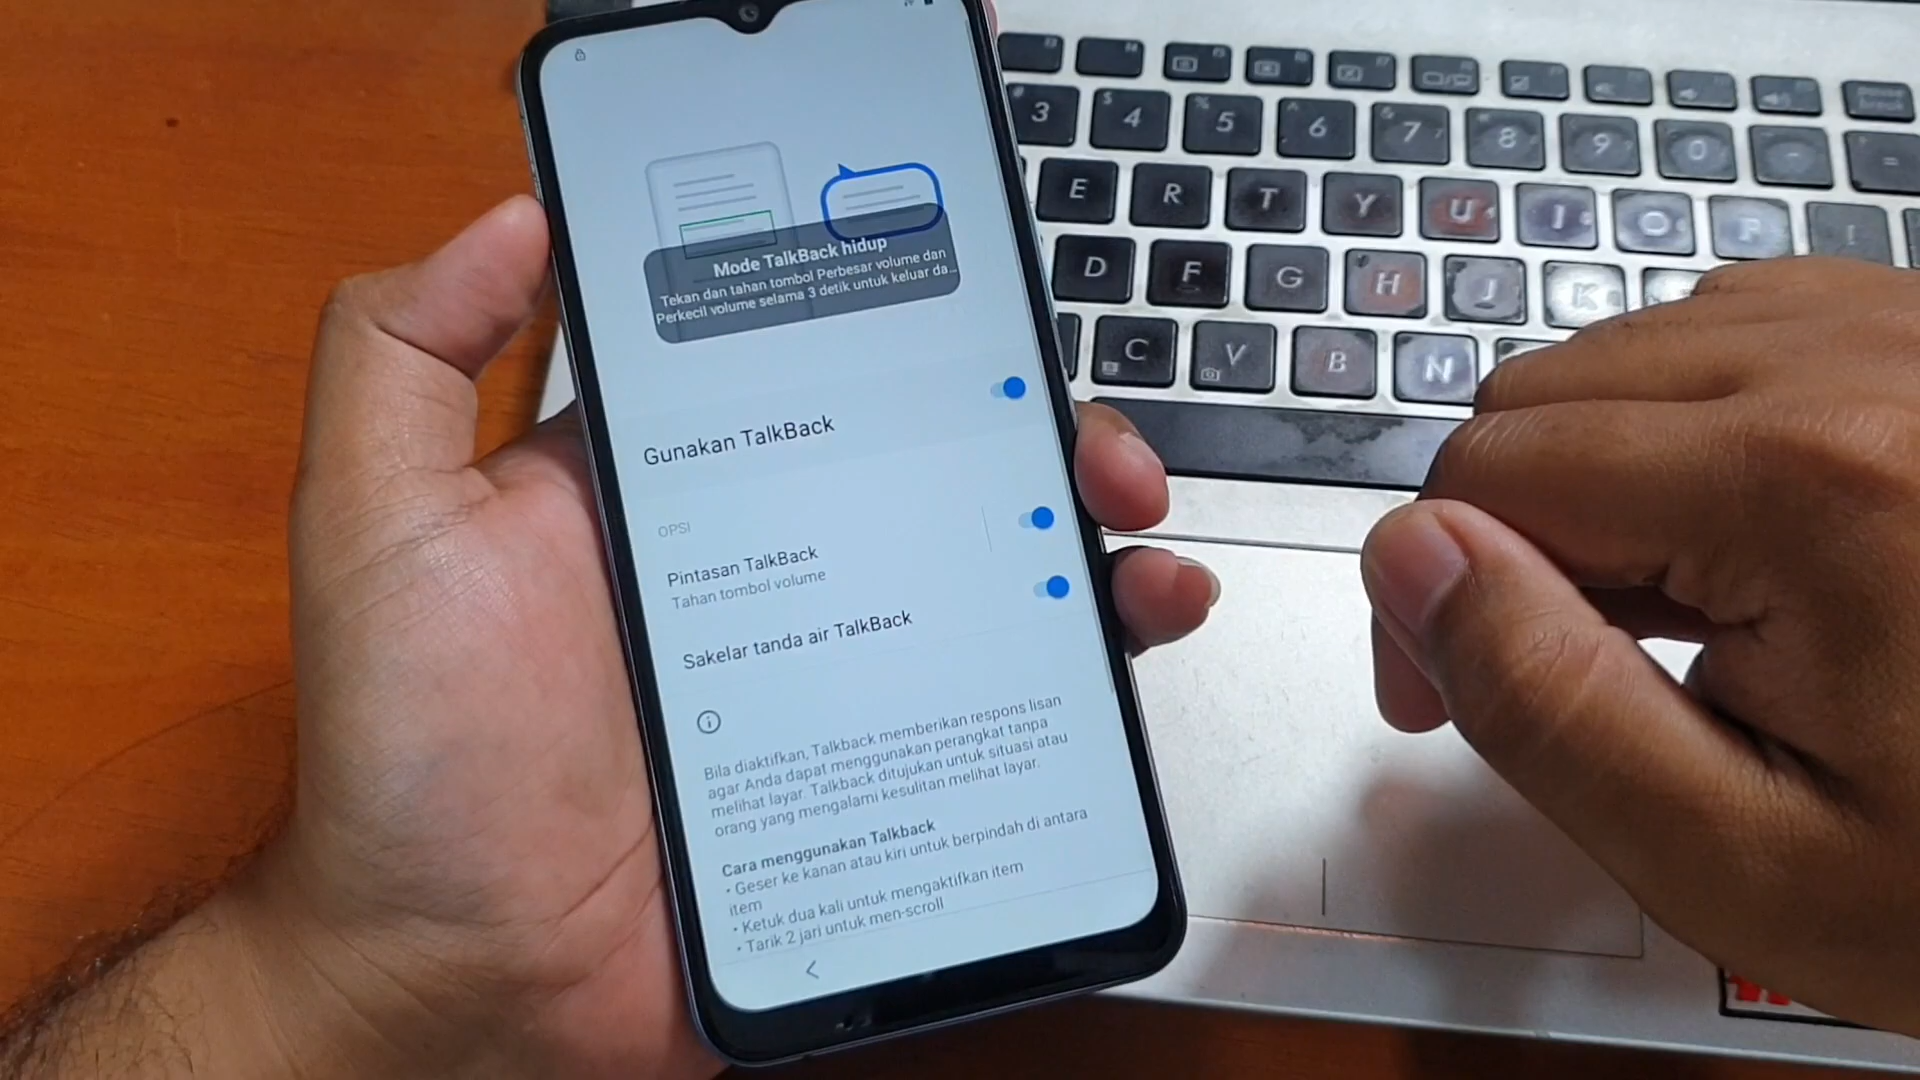 Mode TalkBack hidup
Tekan dan tahan tombol Perbesar volume dan
Perkecil volume selama 3 detik untuk keluar da...
Gunakan TalkBack
OPSI
Pintasan TalkBack
Tahan tombol volume
Sakelar tanda air TalkBack
Bila diaktifkan, Talkback memberikan respons lisan
agar Anda dapat menggunakan perangkat tanpa
melihat layar. Talkback ditujukan untuk situasi atau
orang yang mengalami kesulitan melihat layar.
Cara menggunakan Talkback
• Geser ke kanan atau kiri untuk berpindah di antara
item
• Ketuk dua kali untuk mengaktifkan item
• Tarik 2 jari untuk men-scroll
# 3 $ 4 % 5 ^ 6 & 7 * 8 9 0 - =
E R T Y U I O P [
D F G H J K
C V B N